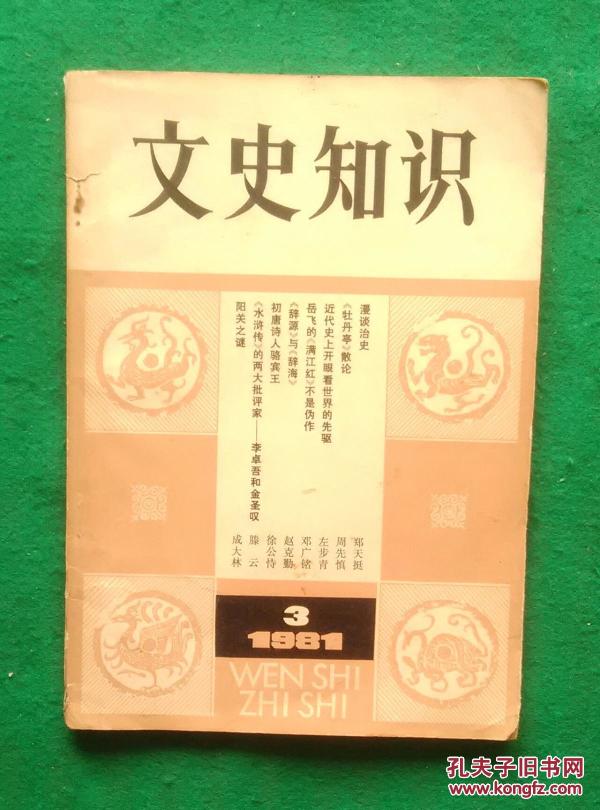 文史知识
漫谈治史 郑天挺
《牡丹亭》散论 周先慎
近代史上开眼看世界的先驱 左步青
岳飞的《满江红》不是伪作 邓广铭
《辞源》与《辞海》 赵克勤
初唐诗人骆宾王 徐公恃
《水浒传》的两大批评家——李卓吾和金圣叹 滕云
阳关之谜 成大林
3
1981
WEN SHI
ZHI SHI
孔夫子旧书网
www.kongfz.com